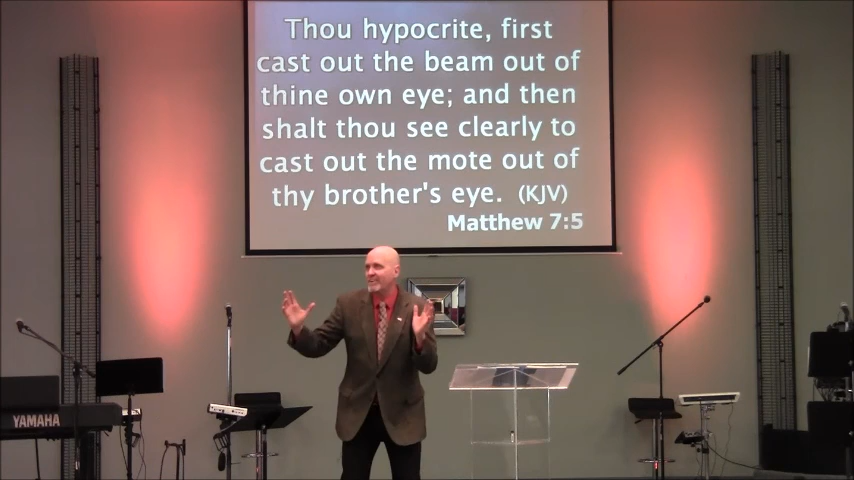 Thou hypocrite, first
cast out the beam out of
thine own eye; and then
shalt thou see clearly to
cast out the mote out of
thy brother's eye. (KJV)
Matthew 7:5
YAMAHA